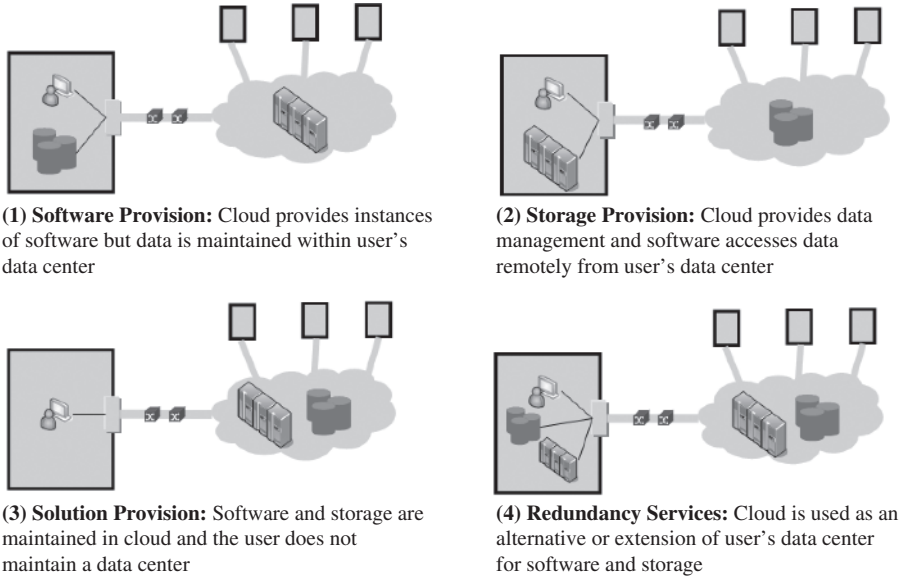 (1) Software Provision: Cloud provides instances
of software but data is maintained within user’s
data center
(2) Storage Provision: Cloud provides data
management and software accesses data
remotely from user’s data center
(3) Solution Provision: Software and storage are
maintained in cloud and the user does not
maintain a data center
(4) Redundancy Services: Cloud is used as an
alternative or extension of user’s data center
for software and storage